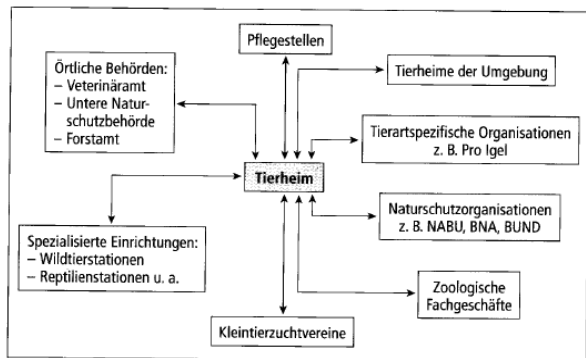 Pflegestellen
Örtliche Behörden:
– Veterinäramt
– Untere Natur-
schutzbehörde
– Forstamt
Tierheime der Umgebung
Tierartspezifische Organisationen
z. B. Pro Igel
Tierheim
Naturschutzorganisationen
z. B. NABU, BNA, BUND
Spezialisierte Einrichtungen:
– Wildtierstationen
– Reptilienstationen u. a.
Zoologische
Fachgeschäfte
Kleintierzuchtvereine